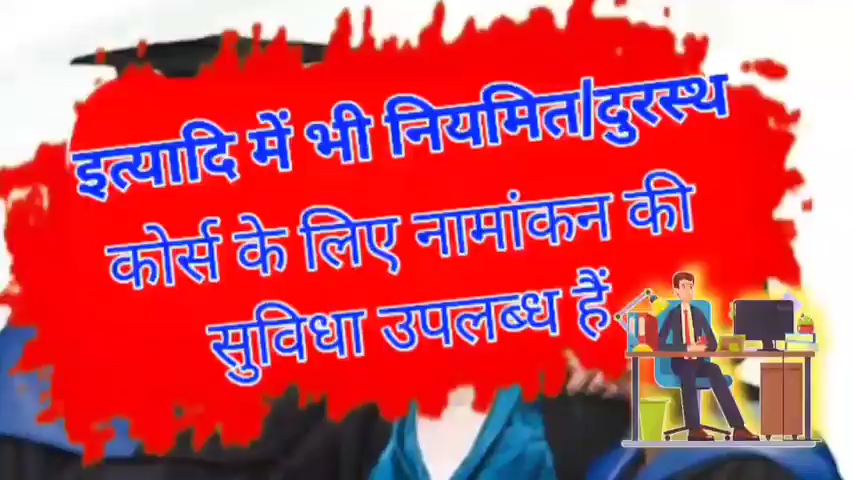 इत्यादि में भी नियमित|दुरस्थ
कोर्स के लिए नामांकन की
सुविधा उपलब्ध हैं